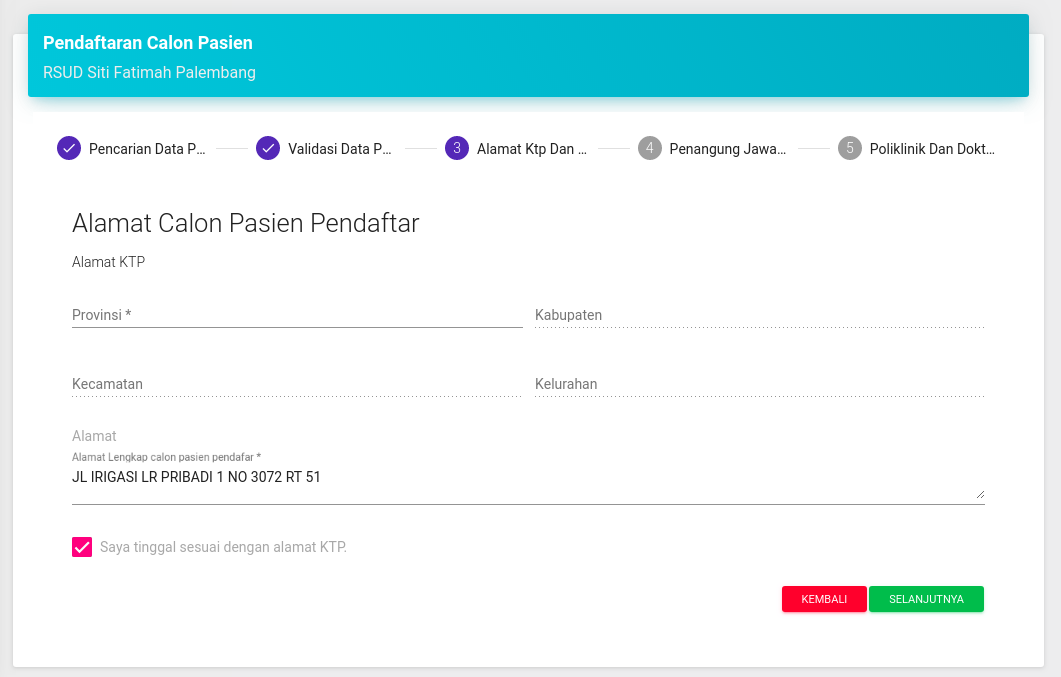 Pendaftaran Calon Pasien
RSUD Siti Fatimah Palembang
Pencarian Data P... Validasi Data P... 3 Alamat Ktp Dan ... 4 Penangung Jawa... 5 Poliklinik Dan Dokt...
Alamat Calon Pasien Pendaftar
Alamat KTP
Provinsi * Kabupaten
Kecamatan Kelurahan
Alamat
Alamat Lengkap calon pasien pendafar *
JL IRIGASI LR PRIBADI 1 NO 3072 RT 51
Saya tinggal sesuai dengan alamat KTP.
KEMBALI SELANJUTNYA